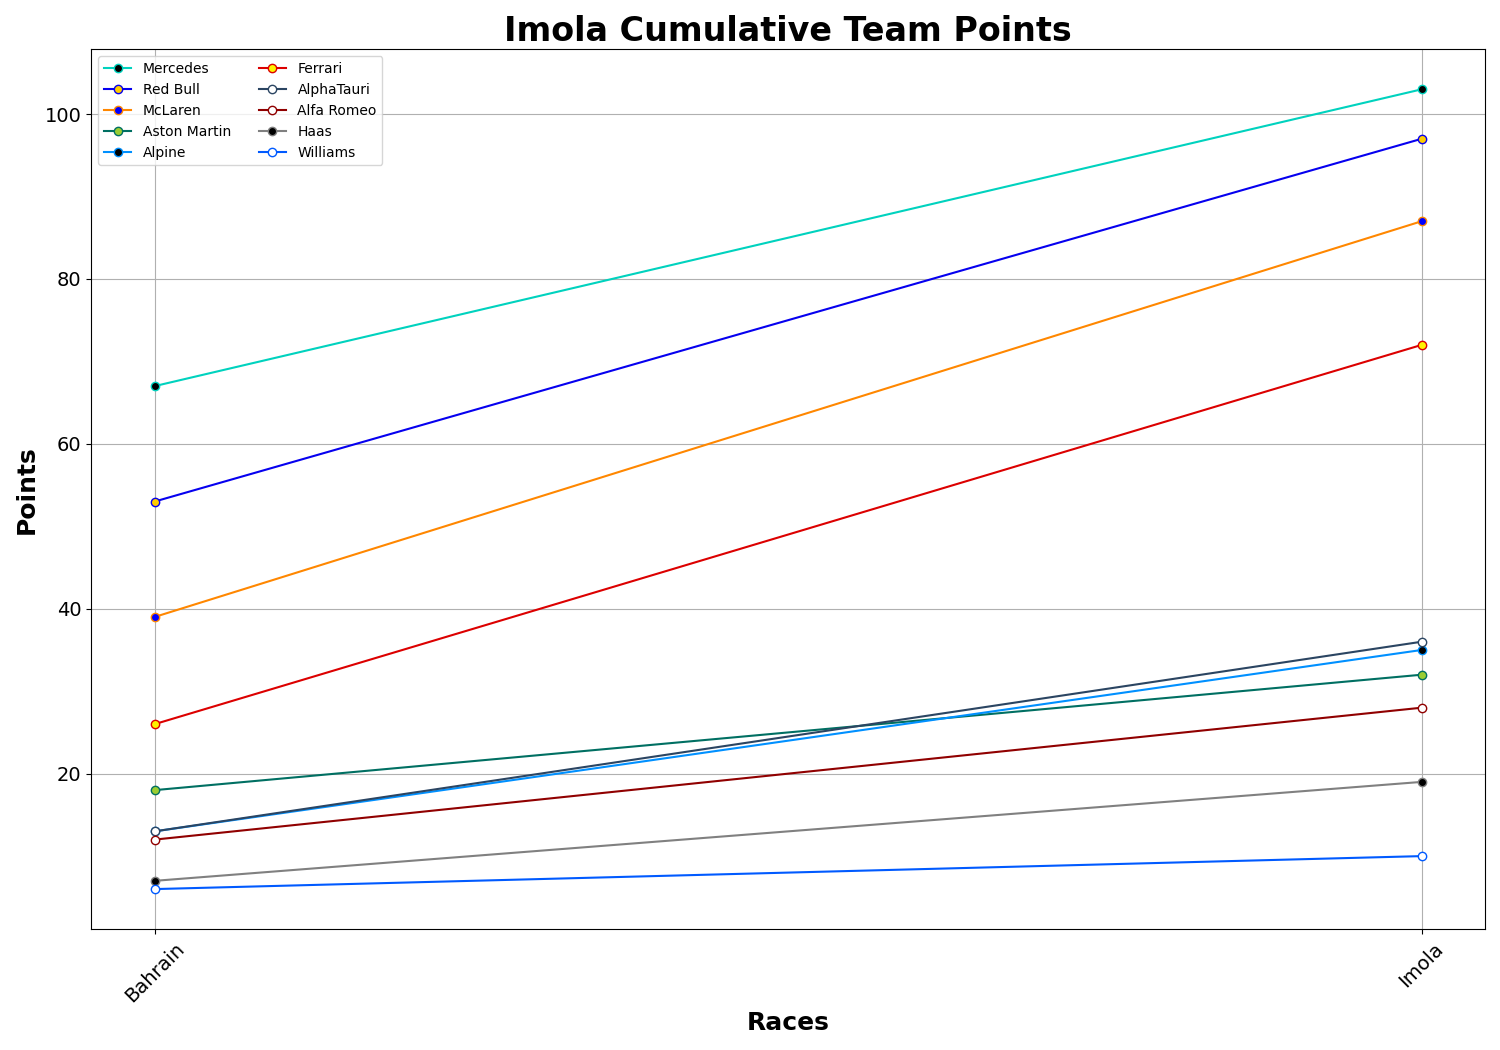 Imola Cumulative Team Points
Mercedes
Red Bull
McLaren
Aston Martin
Alpine
Ferrari
AlphaTauri
Alfa Romeo
Haas
Williams
100
80
60
40
20
Points
Bahrain
Imola
Races